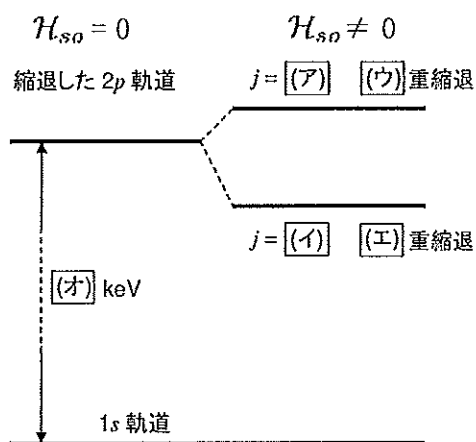 ℋso = 0
ℋso ≠ 0
縮退した 2p 軌道
j = (ア) (ウ) 重縮退
j = (イ) (エ) 重縮退
(オ) keV
1s 軌道